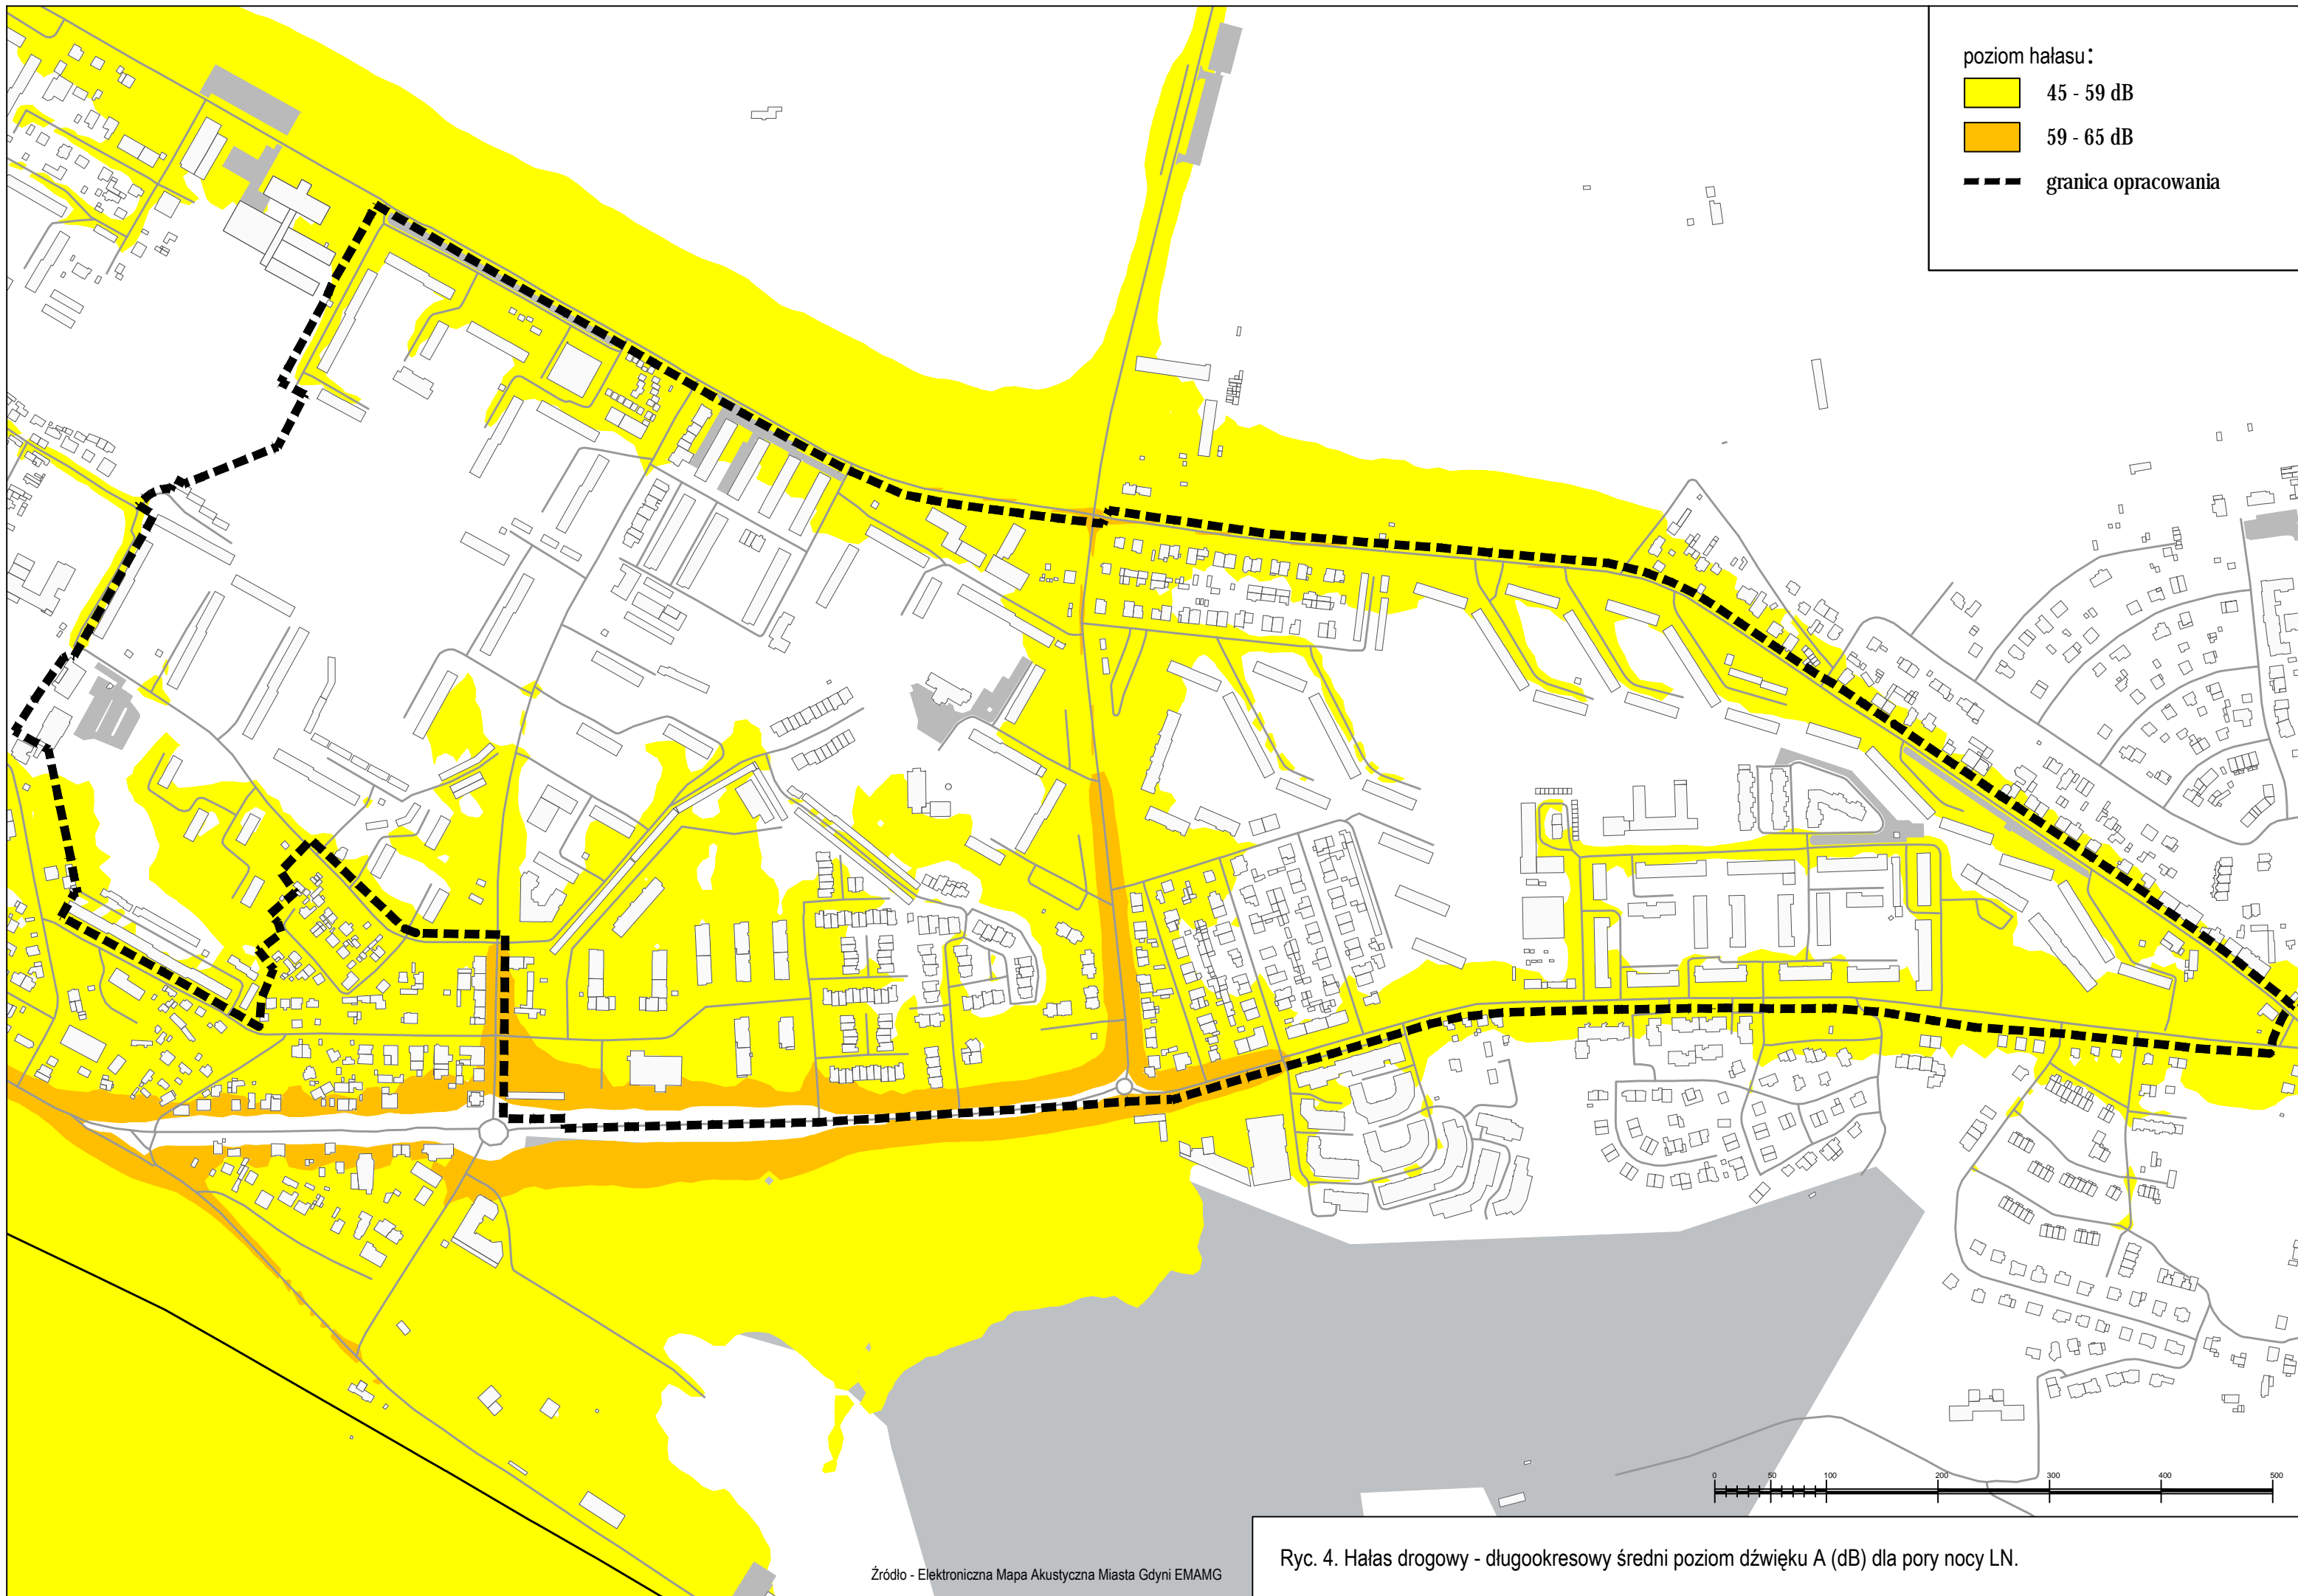 poziom hałasu:
45 - 59 dB
59 - 65 dB
granica opracowania
0 50 100 200 300 400 500
Źródło - Elektroniczna Mapa Akustyczna Miasta Gdyni EMAMG
Ryc. 4. Hałas drogowy - długookresowy średni poziom dźwięku A (dB) dla pory nocy LN.